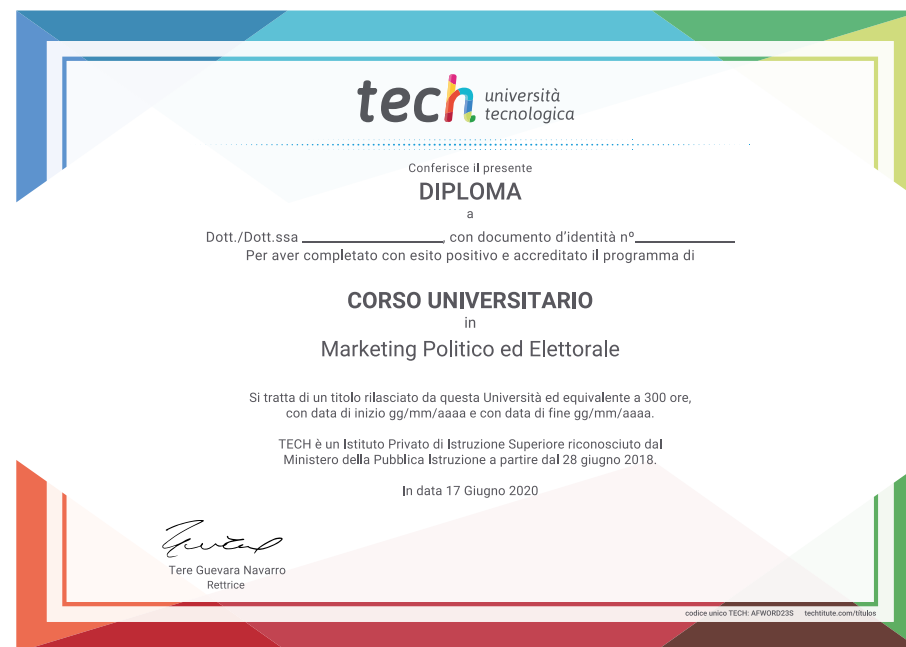 tech università
tecnologica
Conferisce il presente
DIPLOMA
a
Dott./Dott.ssa ____________________, con documento d'identità nº______________
Per aver completato con esito positivo e accreditato il programma di
CORSO UNIVERSITARIO
in
Marketing Politico ed Elettorale
Si tratta di un titolo rilasciato da questa Università ed equivalente a 300 ore,
con data di inizio gg/mm/aaaa e con data di fine gg/mm/aaaa.
TECH è un Istituto Privato di Istruzione Superiore riconosciuto dal
Ministero della Pubblica Istruzione a partire dal 28 giugno 2018.
In data 17 Giugno 2020
Tere Guevara Navarro
Rettrice
codice unico TECH: AFWORD23S techtitute.com/títulos